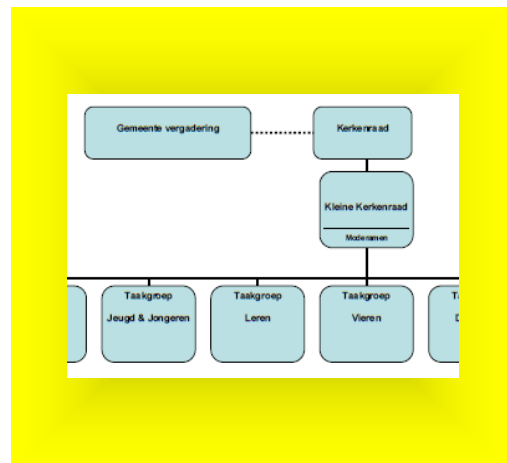 Gemeente vergadering
Kerkenraad
Kleine Kerkenraad
Moderamen
Taakgroep
Jeugd & Jongeren
Taakgroep
Leren
Taakgroep
Vieren